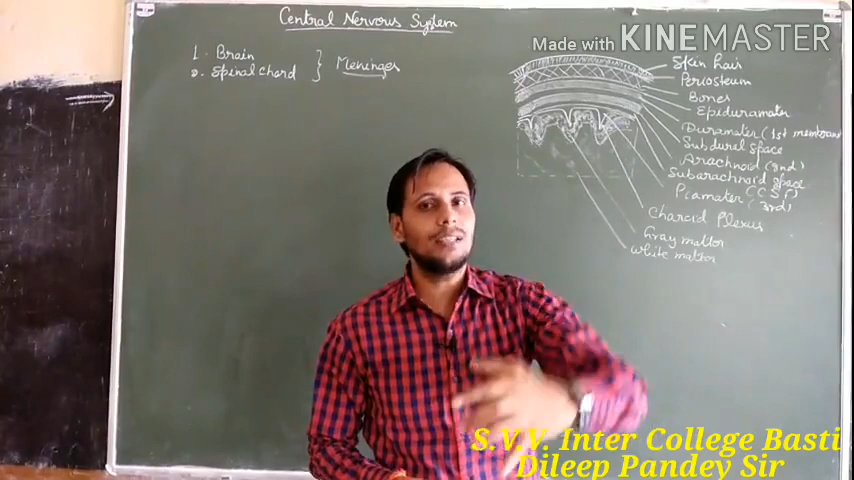 Central Nervous System
1. Brain
2. Spinal Chord
Meninges
Made with KINEMASTER
Skin hair
Periosteum
Bones
Epiduramater
Duramater (1st membrane
Subdural space
Arachnoid (2nd)
Subarachnoid space
(C S F)
Piamater (3rd)
Charoid Plexus
Gray matter
White matter
S.V.V. Inter College Basti
Dileep Pandey Sir